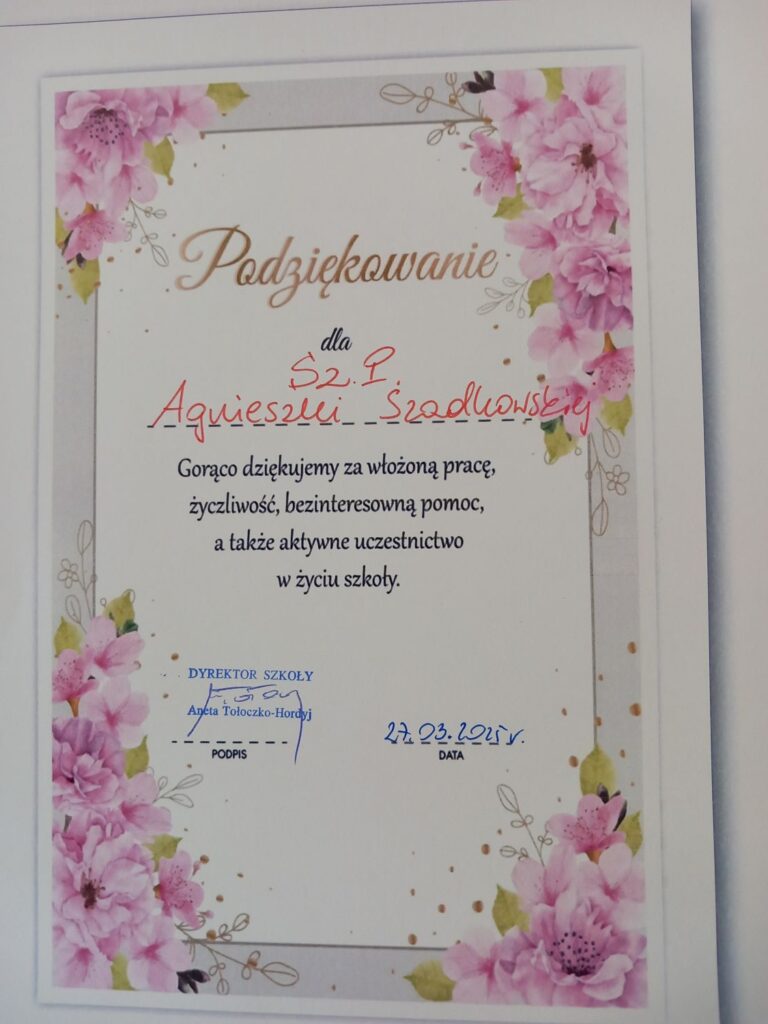 Podziękowanie
dla
Sz. P.
Agnieszki Szadkowskiej
Gorąco dziękujemy za włożoną pracę,
życzliwość, bezinteresowną pomoc,
a także aktywne uczestnictwo
w życiu szkoły.
DYREKTOR SZKOŁY
Aneta Tołoczko-Hordyj
27.03.2025r.
PODPIS
DATA